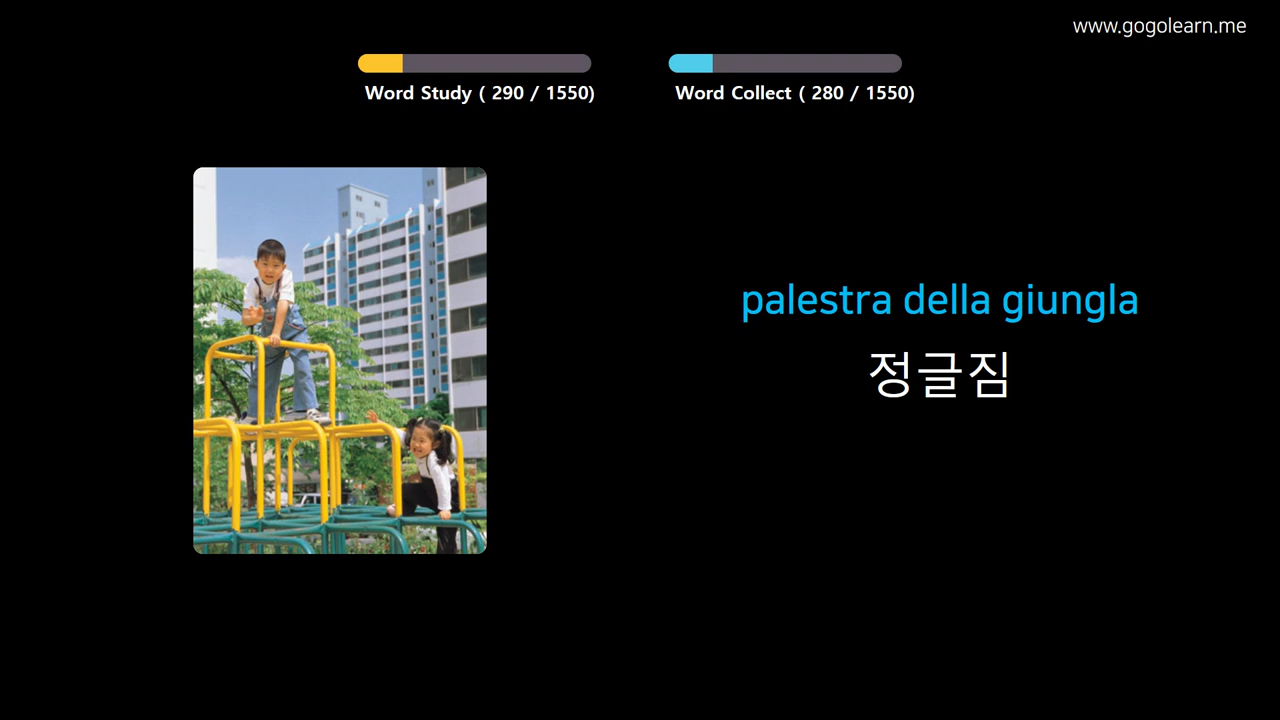 www.gogolearn.me
Word Study ( 290 / 1550)
Word Collect ( 280 / 1550)
palestra della giungla
정글짐